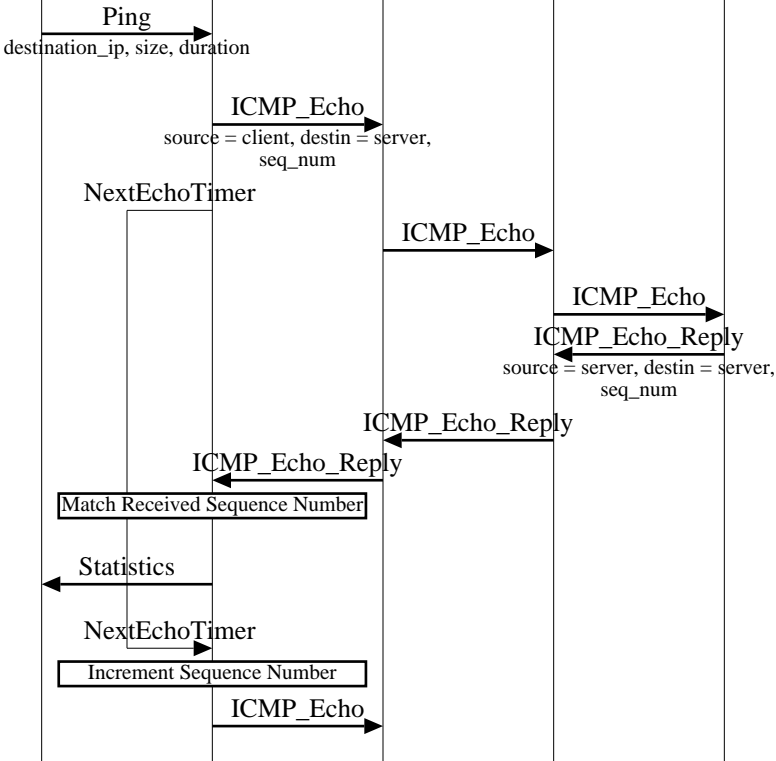 Ping
destination_ip, size, duration
ICMP_Echo
source = client, destin = server,
seq_num
NextEchoTimer
ICMP_Echo
ICMP_Echo
ICMP_Echo_Reply
source = server, destin = server,
seq_num
ICMP_Echo_Reply
ICMP_Echo_Reply
Match Received Sequence Number
Statistics
NextEchoTimer
Increment Sequence Number
ICMP_Echo